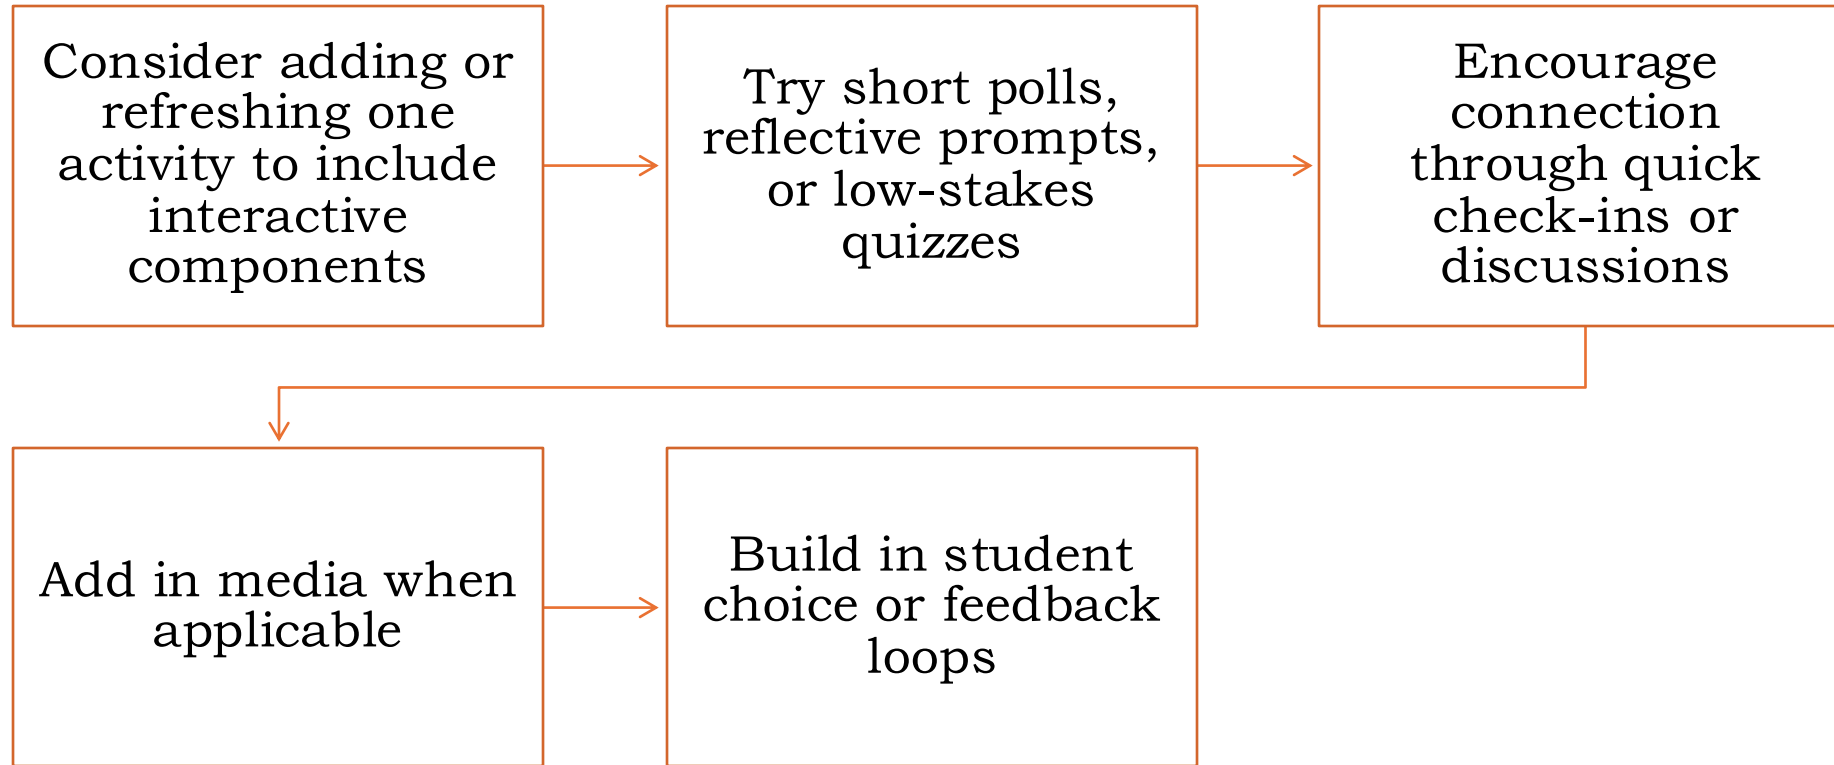 Consider adding or
refreshing one
activity to include
interactive
components
Try short polls,
reflective prompts,
or low-stakes
quizzes
Encourage
connection
through quick
check-ins or
discussions
Add in media when
applicable
Build in student
choice or feedback
loops